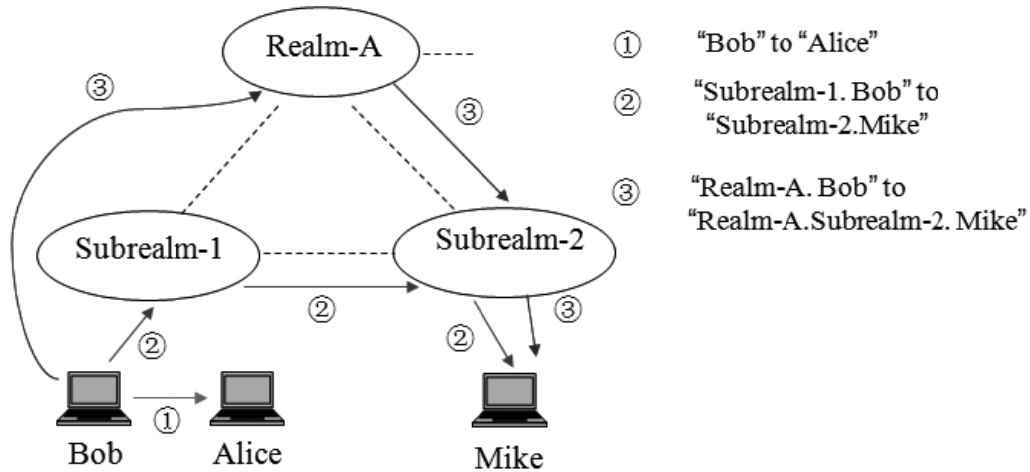 Realm-A
① “Bob” to “Alice”
③
② “Subrealm-1. Bob” to
“Subrealm-2.Mike”
③
③ “Realm-A. Bob” to
“Realm-A.Subrealm-2. Mike”
Subrealm-1
Subrealm-2
②
③
②
②
①
Bob
Alice
Mike